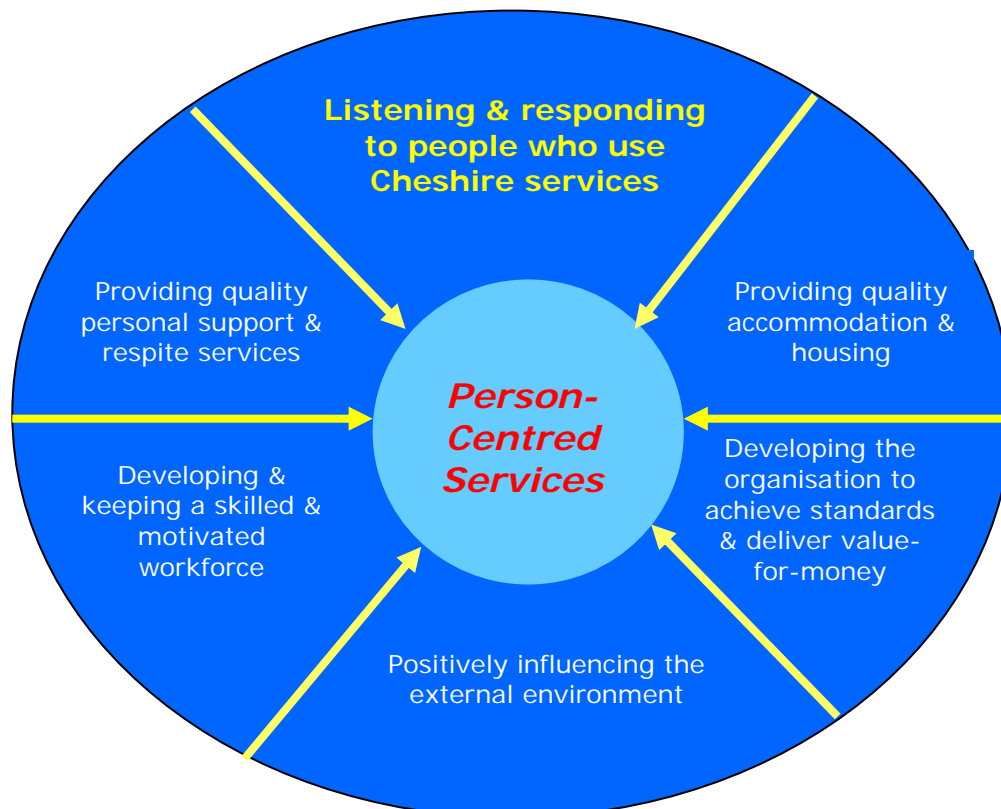 Listening & responding
to people who use
Cheshire services
Providing quality
personal support &
respite services
Providing quality
accommodation &
housing
Person-
Centred
Services
Developing &
keeping a skilled &
motivated
workforce
Developing the
organisation to
achieve standards
& deliver value-
for-money
Positively influencing the
external environment